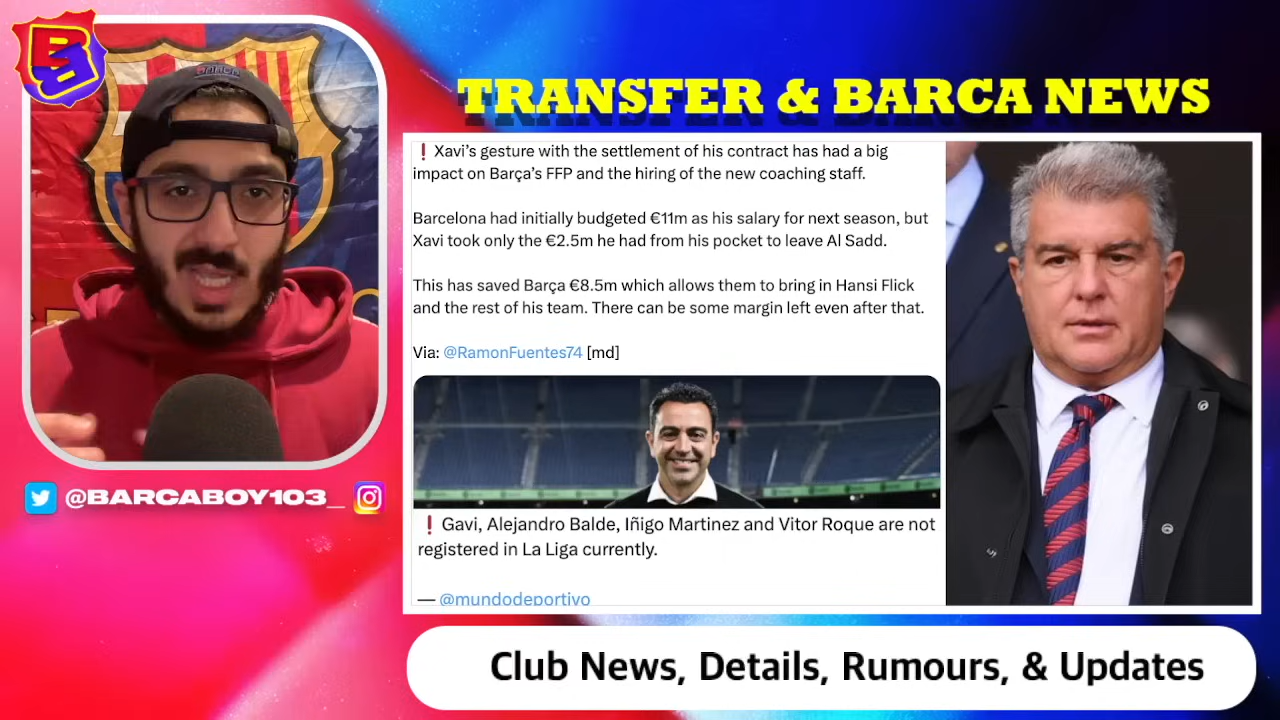 TRANSFER & BARCA NEWS
❗Xavi's gesture with the settlement of his contract has had a big
impact on Barça's FFP and the hiring of the new coaching staff.
Barcelona had initially budgeted €11m as his salary for next season, but
Xavi took only the €2.5m he had from his pocket to leave Al Sadd.
This has saved Barça €8.5m which allows them to bring in Hansi Flick
and the rest of his team. There can be some margin left even after that.
Via: @RamonFuentes74 [md]
❗Gavi, Alejandro Balde, Iñigo Martinez and Vitor Roque are not
registered in La Liga currently.
— @mundodeportivo
@BARCABOY103_
Club News, Details, Rumours, & Updates